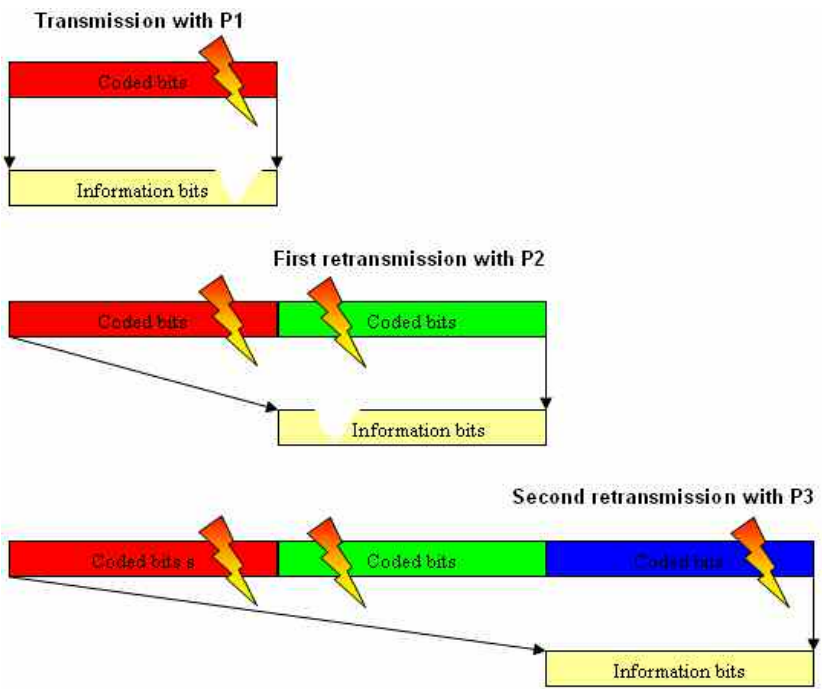 Transmission with P1
Coded bits
Information bits
First retransmission with P2
Coded bits Coded bits
Information bits
Second retransmission with P3
Coded bits s Coded bits Coded bits
Information bits